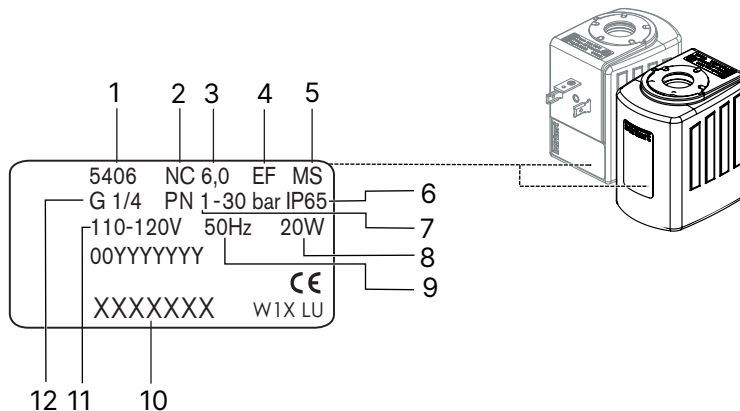 1 2 3 4 5
5406 NC 6,0 EF MS
G 1/4 PN 1-30 bar IP65 6
110-120V 50Hz 20W 7
00YYYYYYY 8
CE 9
XXXXXXX W1X LU
12 11 10